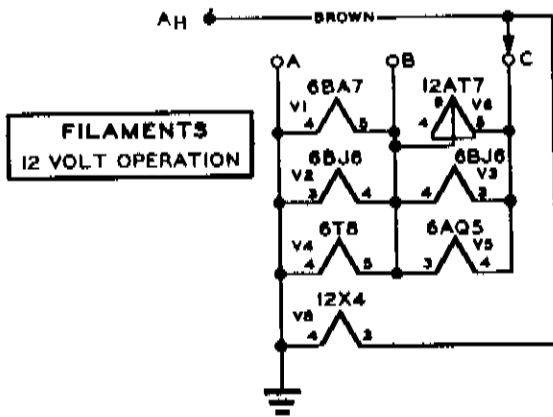 AH BROWN
A B C
6BA7 12AT7
V1 4 5 4 9 5 V6
FILAMENTS
12 VOLT OPERATION
6BJ6 6BJ6
V2 3 4 4 3 V3
6T8 6AQ5
V4 4 5 3 4 V5
12X4
4 3